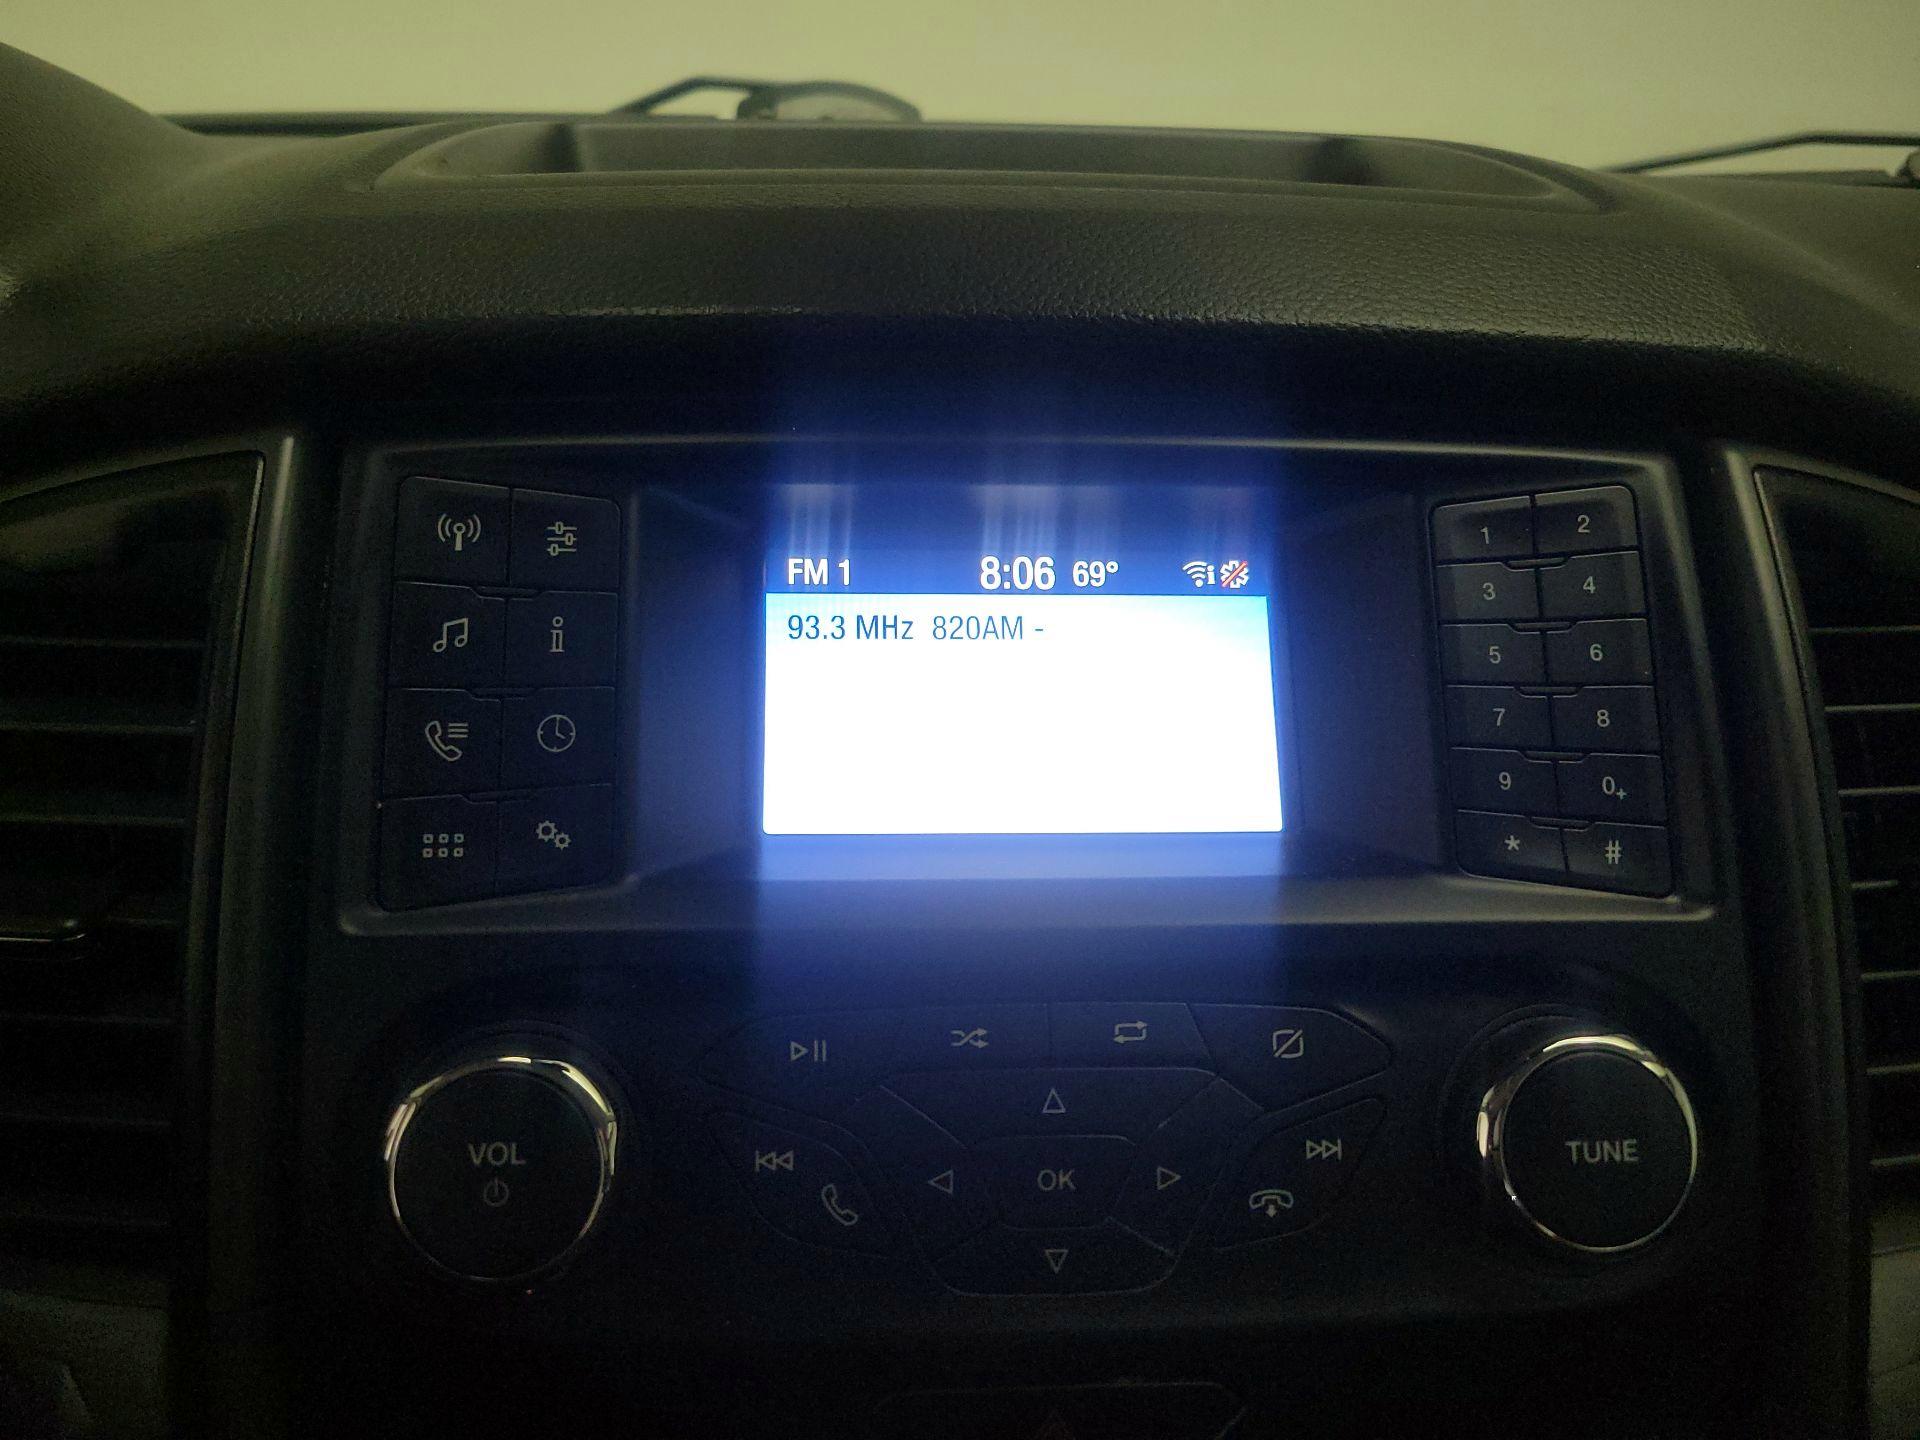 FM 1 8:06 69°
93.3 MHz 820AM -
1 2
3 4
5 6
7 8
9 0+
* #
VOL
OK
TUNE